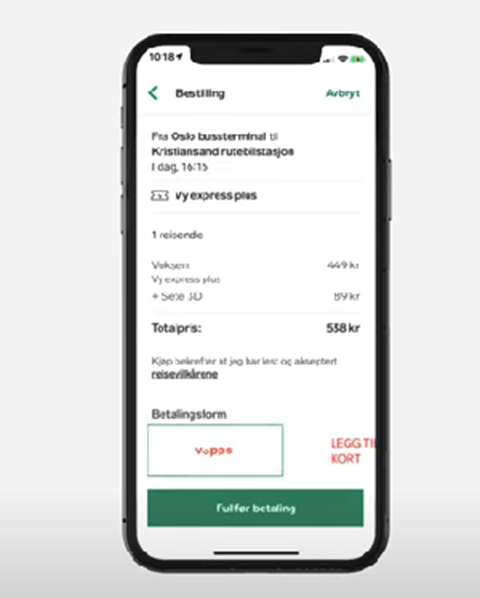 10:18
Bestilling
Avbryt
Fra Oslo bussterminal til
Kristiansand rutebilstasjon
I dag, 16:15
Vy express plus
1 reisende
Voksen 449 kr
Vy express plus
+ Sete 3D 89 kr
Totalpris: 538 kr
Kjøp bekrefter at jeg har lest og akseptert
reisevilkårene
Betalingsform
Vipps
LEGG TIL
KORT
Fullfør betaling